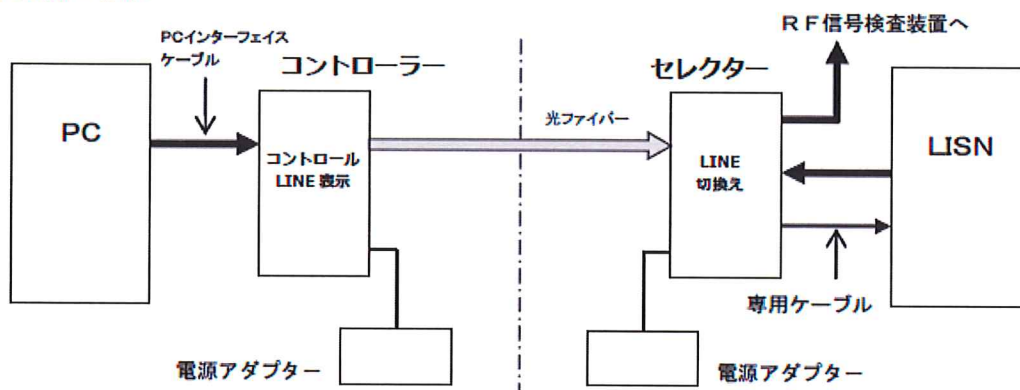 RF信号検査装置へ
PCインターフェイス
ケーブル
コントローラー
セレクター
光ファイバー
PC
LISN
コントロール
LINE 表示
LINE
切換え
専用ケーブル
電源アダプター
電源アダプター